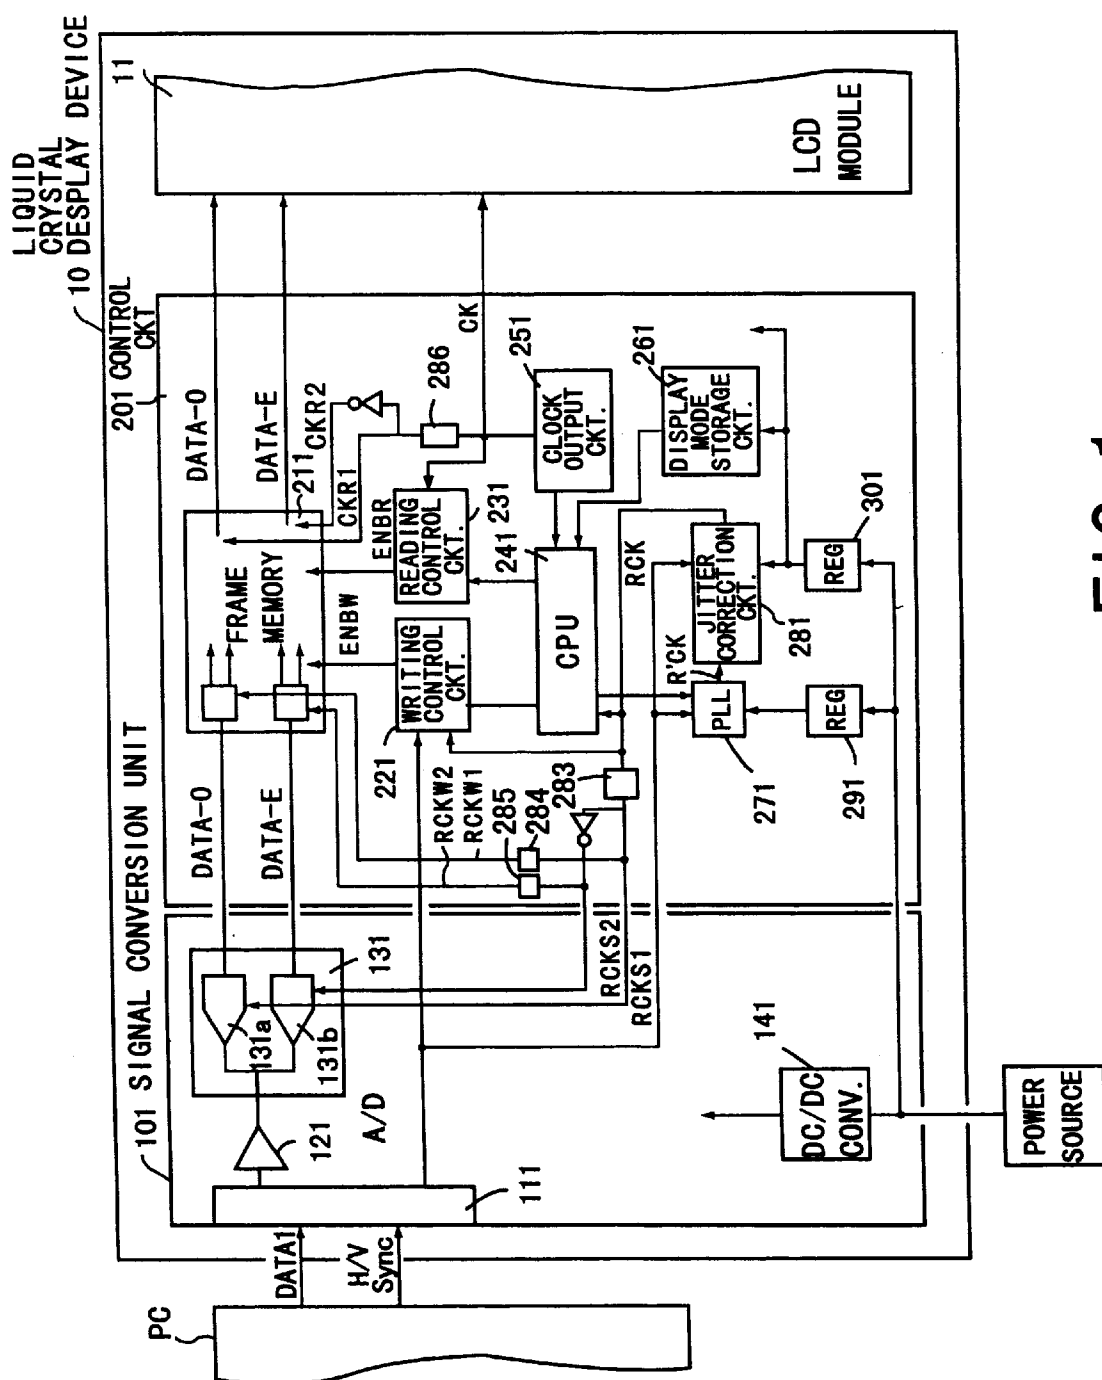 LIQUID
CRYSTAL
10 DESPLAY DEVICE
11
LCD
MODULE
201 CONTROL
CKT
101 SIGNAL CONVERSION UNIT
DATA-O
DATA-E
211
CKR1
CKR2
CK
286
251
CLOCK
OUTPUT
CKT.
261
DISPLAY
MODE
STORAGE
CKT.
FRAME
MEMORY
ENBR
ENBW
READING
CONTROL
CKT.
231
WRITING
CONTROL
CKT.
221
241
CPU
RCK
R'CK
JITTER
CORRECTION
CKT.
281
PLL
271
REG
301
REG
291
283
284
285
RCKW2
RCKW1
DATA-O
DATA-E
131
131a
131b
A/D
121
111
RCKS2
RCKS1
141
DC/DC
CONV.
POWER
SOURCE
DATA1
H/V
Sync
PC